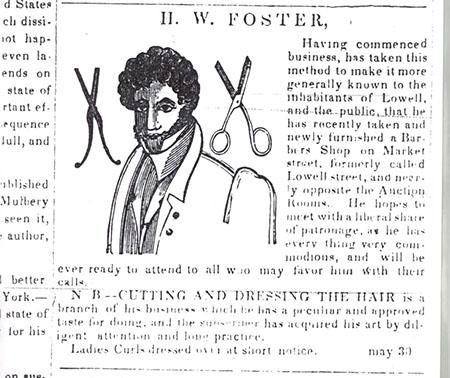 d States
ch dissi-
not hap-
even la-
ends on
state of
rtant ef-
sequence
full, and
ublished
Mulbery
seen it,
e author,
d better
York.—
d state of
for his
on sus-
H. W. FOSTER,
Having commenced
business, has taken this
method to make it more
generally known to the
inhabitants of Lowell,
and the public, that he
has recently taken and
newly furnished a Bar-
bers Shop on Market
street, formerly called
Lowell street, and near-
ly opposite the Auction
Rooms. He hopes to
meet with a liberal share
of patronage, as he has
every thing very com-
modious, and will be
ever ready to attend to all who may favor him with their
calls.
N B--CUTTING AND DRESSING THE HAIR is a
branch of his business which he has a peculiar and approved
taste for doing, and the subscriber has acquired his art by dil-
igent attention and long practice.
Ladies Curls dressed over at short notice. may 30